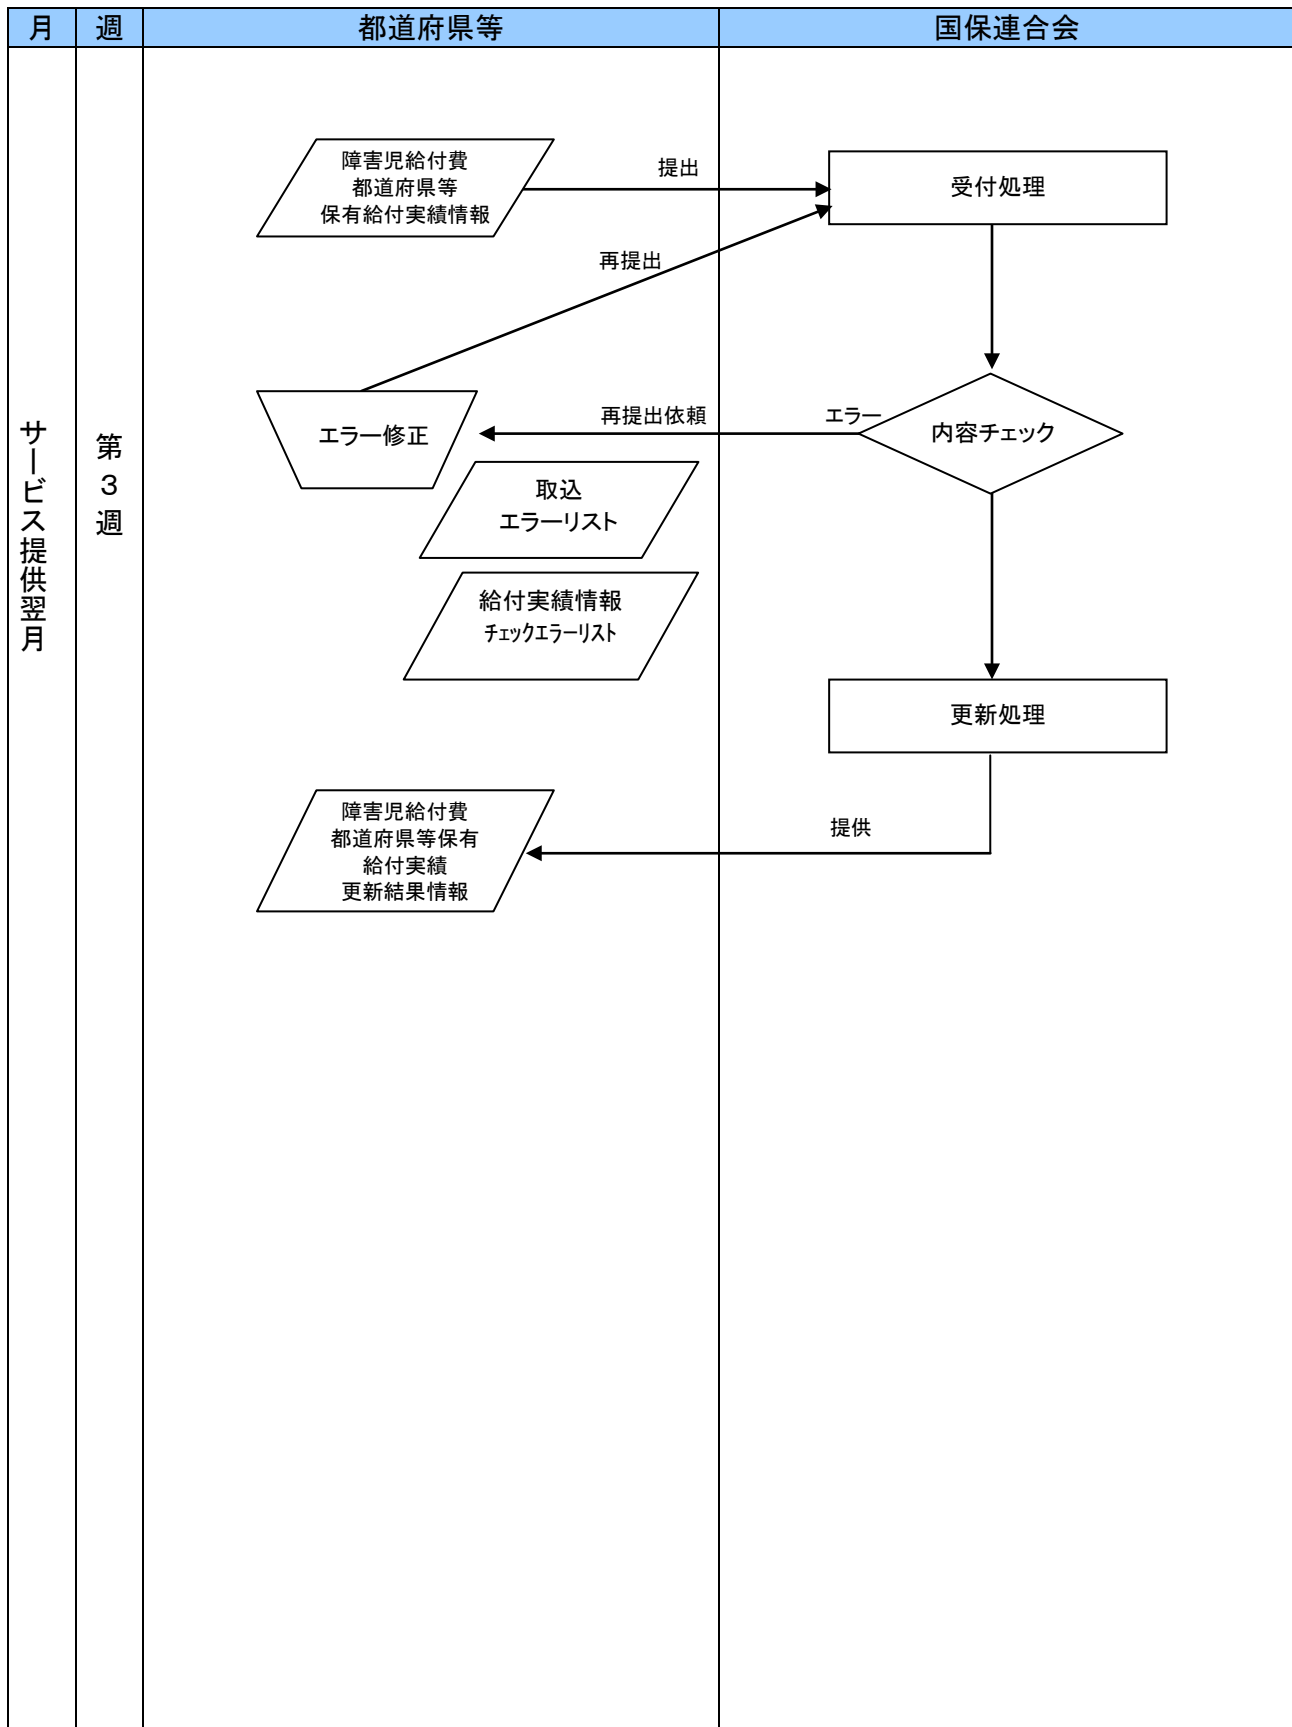 月
週
都道府県等
国保連合会
サービス提供翌月
第3週
障害児給付費
都道府県等
保有給付実績情報
提出
受付処理
再提出
エラー修正
再提出依頼
エラー
内容チェック
取込
エラーリスト
給付実績情報
ﾁｪｯｸｴﾗｰﾘｽﾄ
更新処理
障害児給付費
都道府県等保有
給付実績
更新結果情報
提供